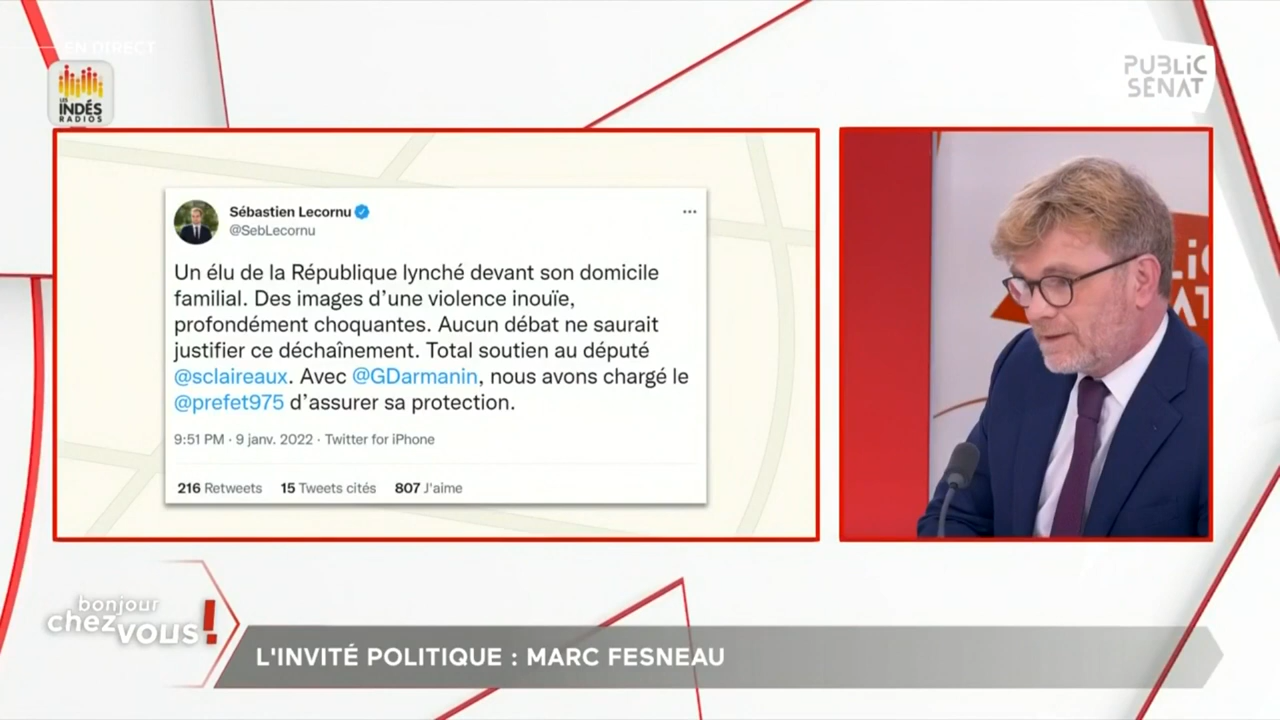 EN DIRECT
LES
INDÉS
RADIOS
PUBLiC
SÉNAT
Sébastien Lecornu
@SebLecornu
Un élu de la République lynché devant son domicile
familial. Des images d’une violence inouïe,
profondément choquantes. Aucun débat ne saurait
justifier ce déchaînement. Total soutien au député
@sclaireaux. Avec @GDarmanin, nous avons chargé le
@prefet975 d’assurer sa protection.
9:51 PM · 9 janv. 2022 · Twitter for iPhone
216 Retweets 15 Tweets cités 807 J'aime
LiC
NAT
bonjour
chez vous!
L'INVITÉ POLITIQUE : MARC FESNEAU